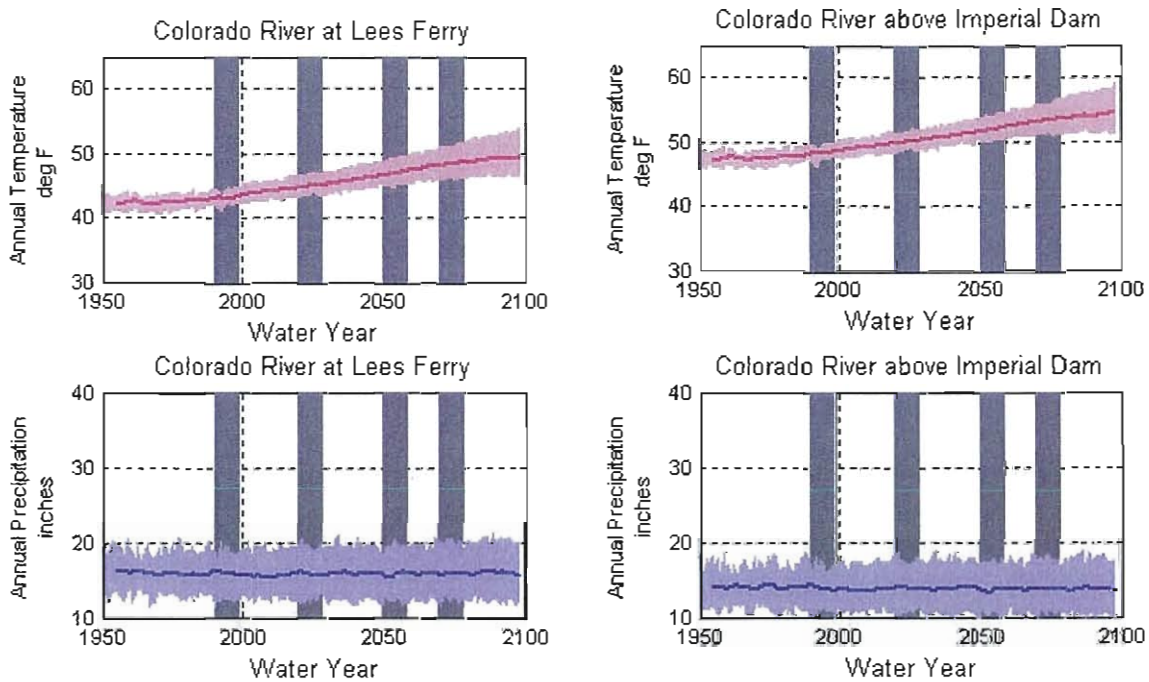 Colorado River at Lees Ferry
Annual Temperature
deg F
60
50
40
30
1950
2000
2050
2100
Water Year
Colorado River above Imperial Dam
Annual Temperature
deg F
60
50
40
30
1950
2000
2050
2100
Water Year
Colorado River at Lees Ferry
Annual Precipitation
inches
40
30
20
10
1950
2000
2050
2100
Water Year
Colorado River above Imperial Dam
Annual Precipitation
inches
40
30
20
10
1950
2000
2050
2100
Water Year